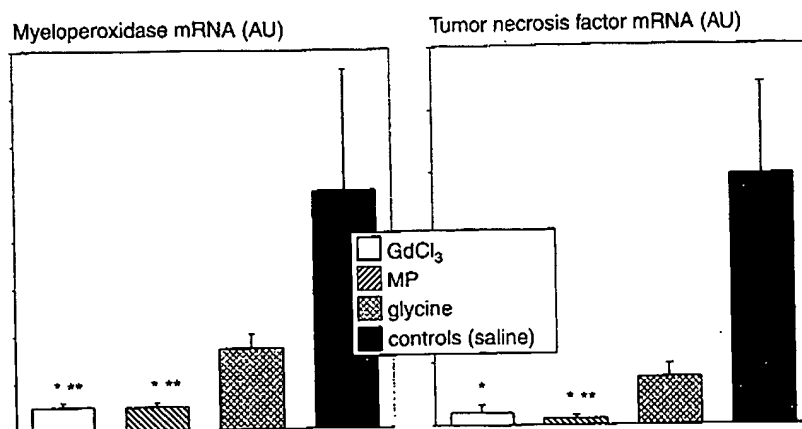 Myeloperoxidase mRNA (AU)
Tumor necrosis factor mRNA (AU)
GdCl₃
MP
glycine
controls (saline)
* **
* **
*
* **